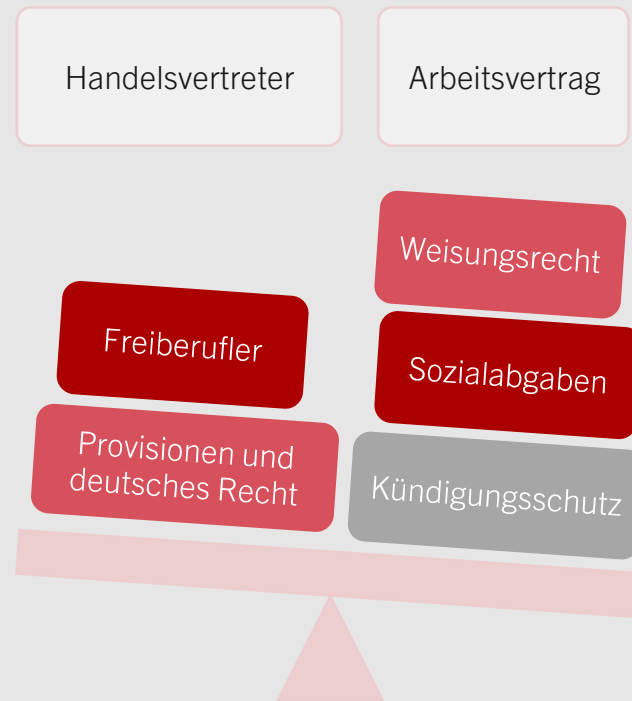 Handelsvertreter
Arbeitsvertrag
Weisungsrecht
Freiberufler
Sozialabgaben
Provisionen und
deutsches Recht
Kündigungsschutz